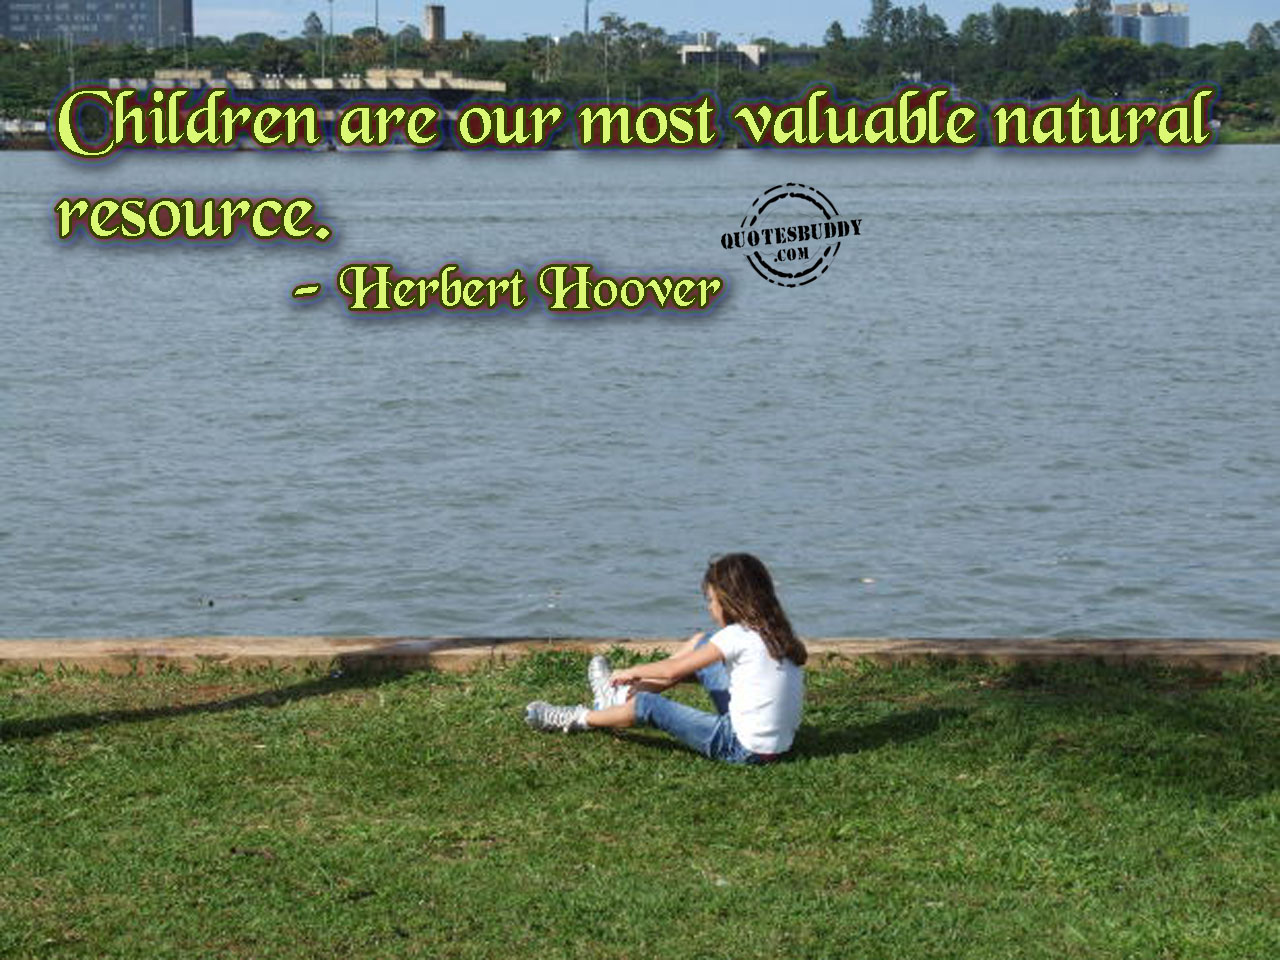 Children are our most valuable natural
resource.
- Herbert Hoover
QUOTESBUDDY
.COM